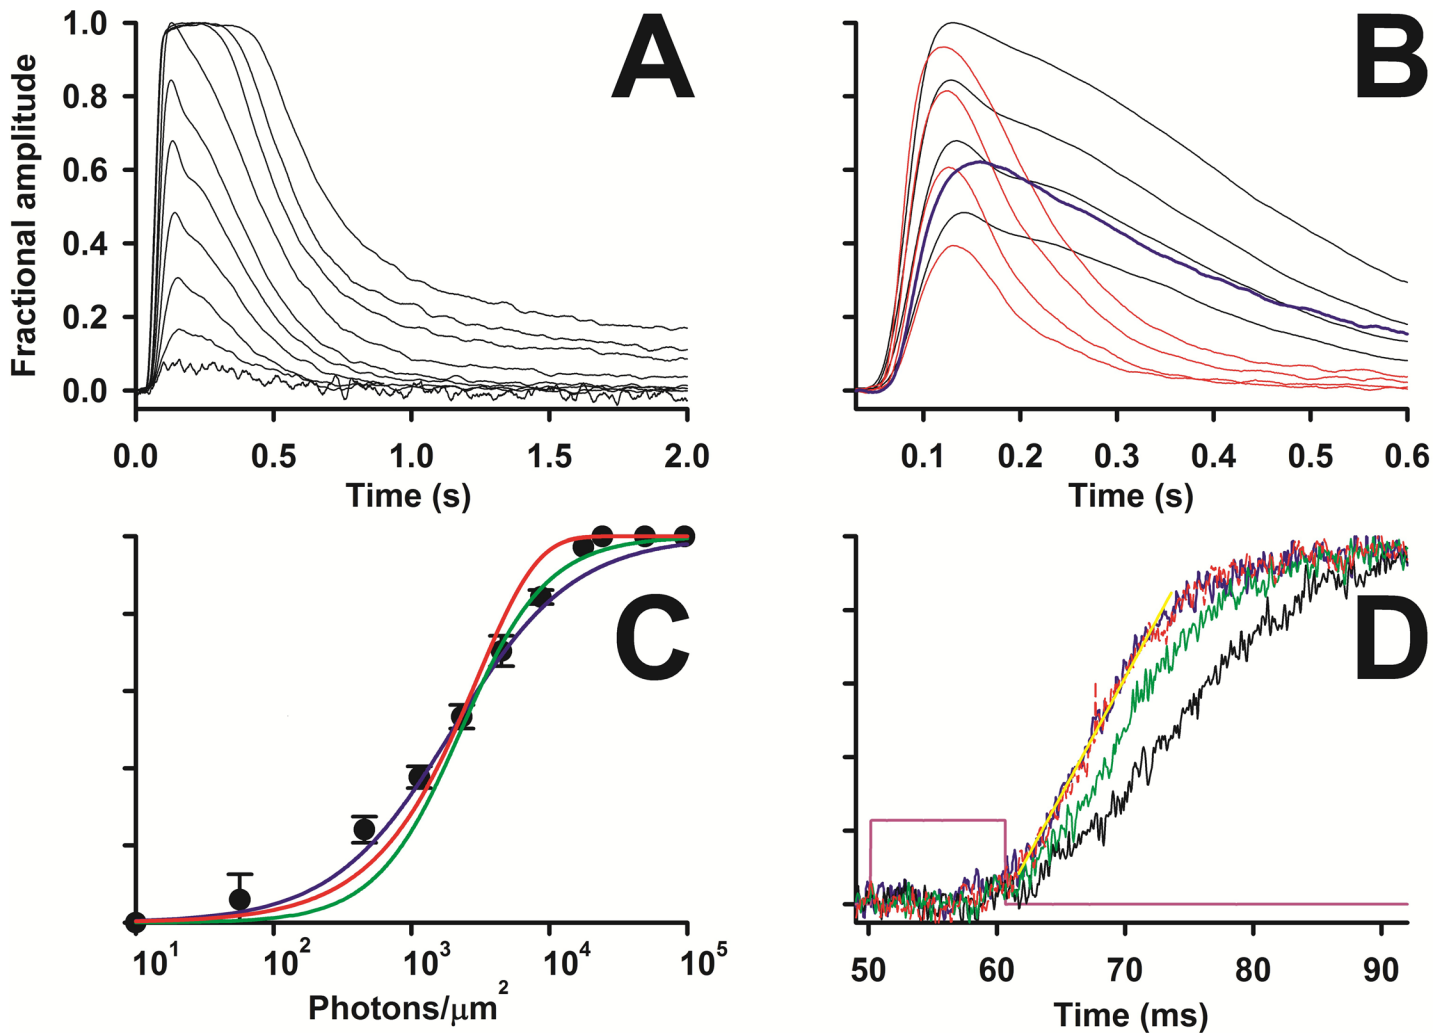 A
B
Fractional amplitude
1.0
0.8
0.6
0.4
0.2
0.0
0.0 0.5 1.0 1.5 2.0
Time (s)
0.1 0.2 0.3 0.4 0.5 0.6
Time (s)
C
D
10¹ 10² 10³ 10⁴ 10⁵
Photons/μm²
50 60 70 80 90
Time (ms)